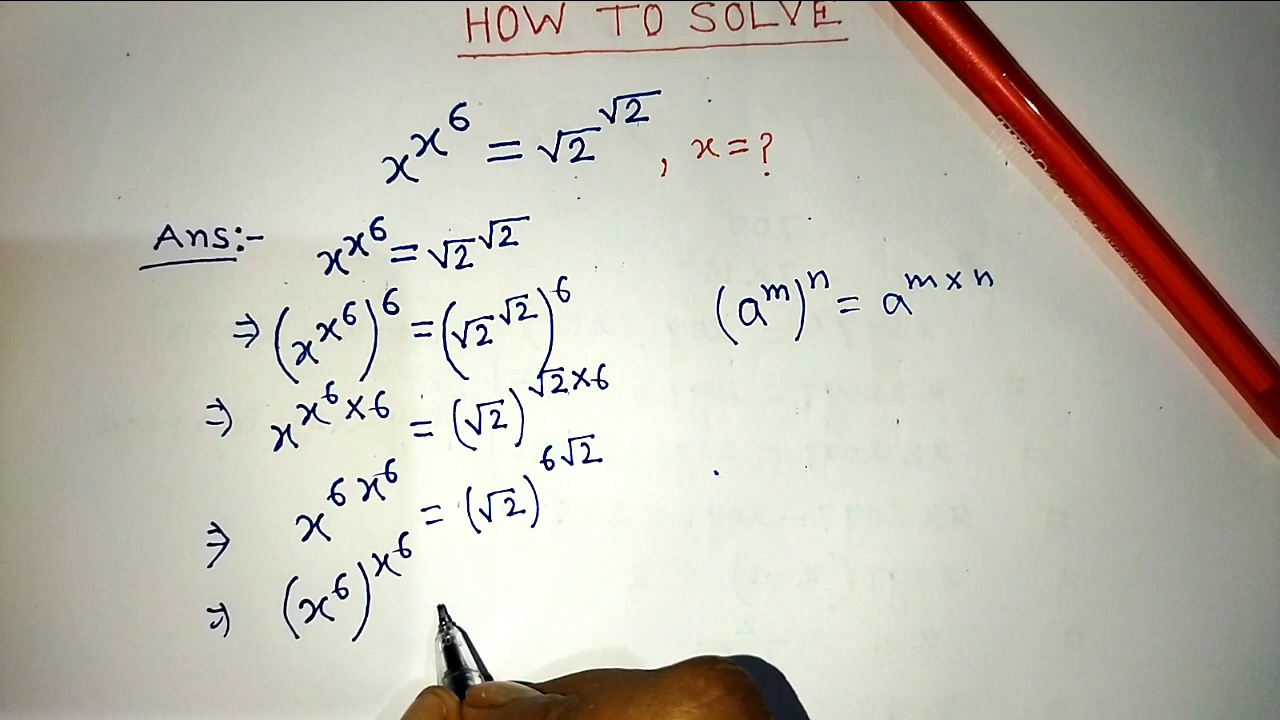 HOW TO SOLVE
x^{x^6} = √2^{√2}, x = ?
Ans:- x^{x^6} = √2^{√2}
⇒ (x^{x^6})^6 = (√2^{√2})^6 (a^m)^n = a^{m×n}
⇒ x^{x^6×6} = (√2)^{√2×6}
⇒ x^{6x^6} = (√2)^{6√2}
⇒ (x^6)^{x^6}